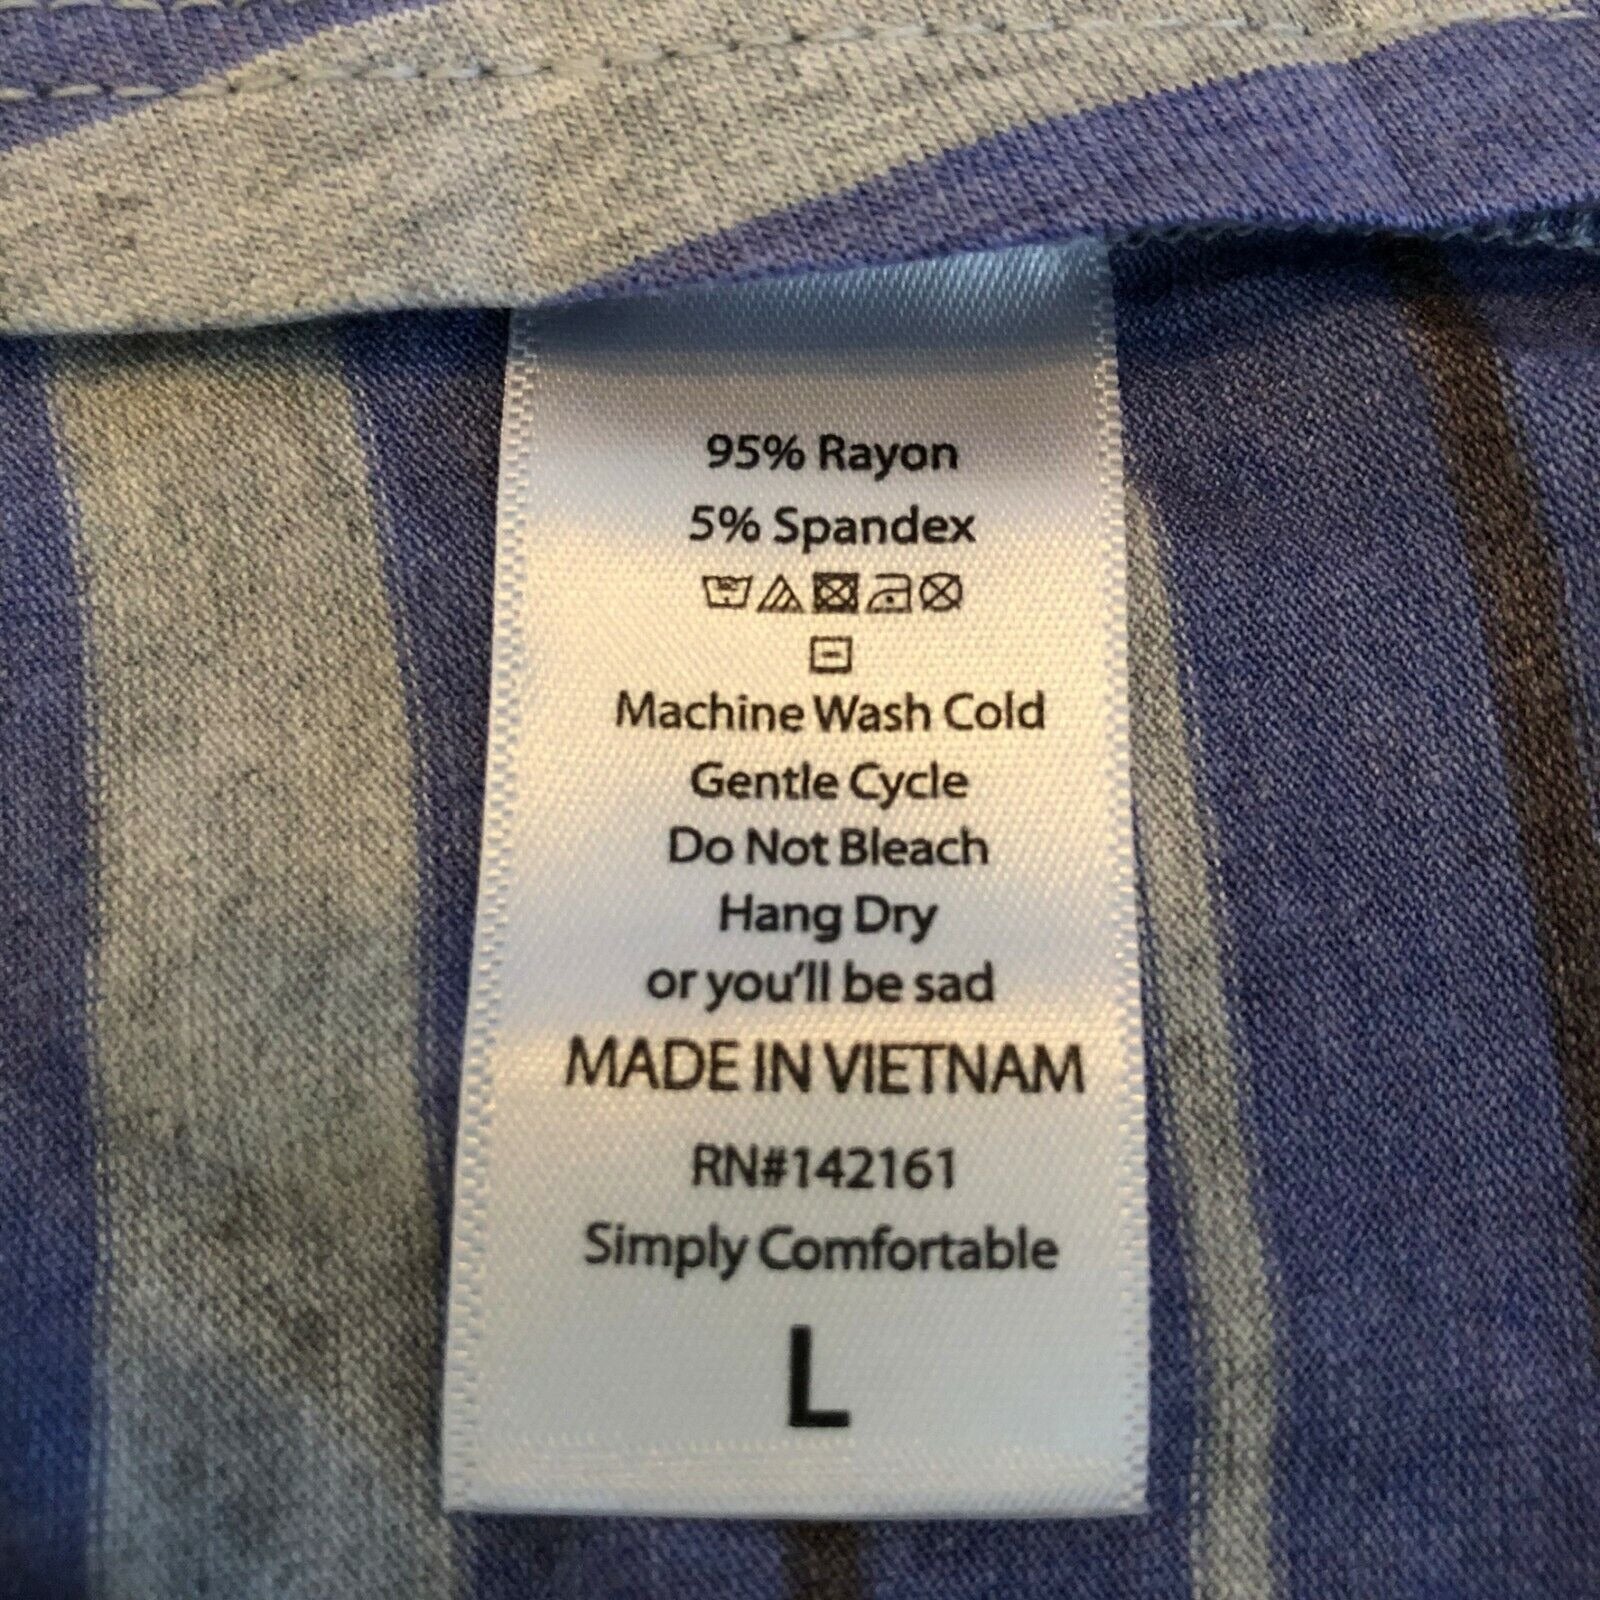 95% Rayon
5% Spandex
Machine Wash Cold
Gentle Cycle
Do Not Bleach
Hang Dry
or you'll be sad
MADE IN VIETNAM
RN#142161
Simply Comfortable
L